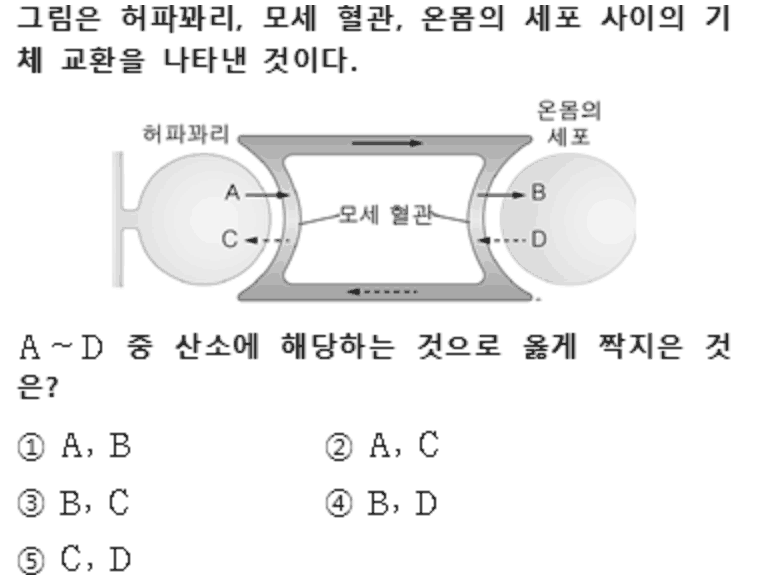 그림은 허파꽈리, 모세 혈관, 온몸의 세포 사이의 기
체 교환을 나타낸 것이다.
허파꽈리
온몸의
세포
A
B
모세 혈관
C
D
A ~ D 중 산소에 해당하는 것으로 옳게 짝지은 것
은?
① A, B
② A, C
③ B, C
④ B, D
⑤ C, D